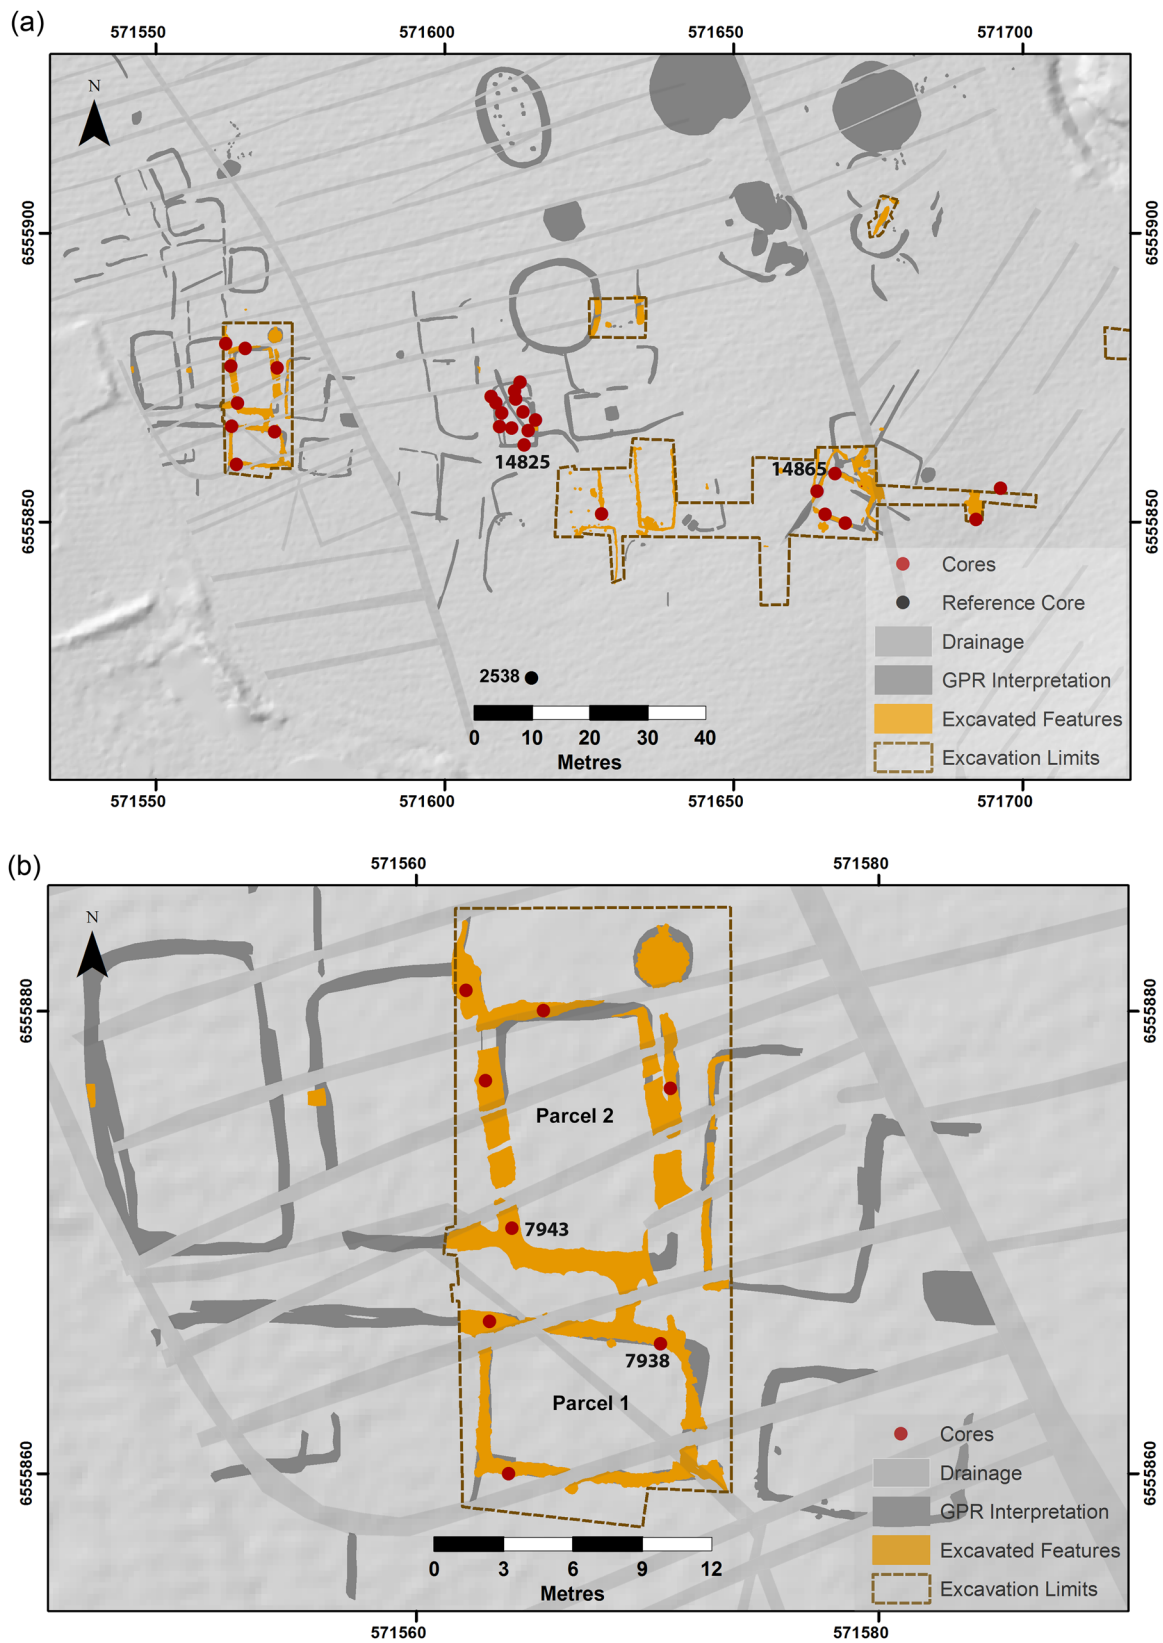 (a)
571550 571600 571650 571700
N
6555900 6555900
14825
14865
6555850 6555850
Cores
Reference Core
Drainage
2538
GPR Interpretation
Excavated Features
0 10 20 30 40
Metres
Excavation Limits
571550 571600 571650 571700
(b)
571560 571580
N
6555880 6555880
Parcel 2
7943
7938
Parcel 1
Cores
6555860 6555860
Drainage
GPR Interpretation
Excavated Features
0 3 6 9 12
Metres
Excavation Limits
571560 571580